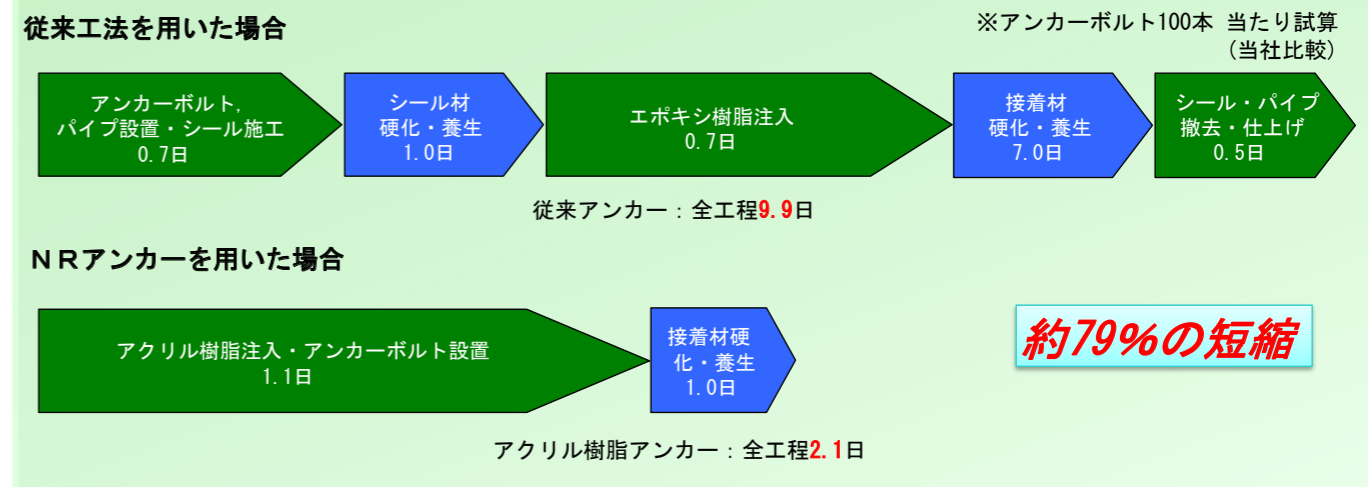 従来工法を用いた場合
※アンカーボルト100本 当たり試算
(当社比較)
アンカーボルト,
パイプ設置・シール施工
0.7日
シール材
硬化・養生
1.0日
エポキシ樹脂注入
0.7日
接着材
硬化・養生
7.0日
シール・パイプ
撤去・仕上げ
0.5日
従来アンカー：全工程9.9日
ＮＲアンカーを用いた場合
アクリル樹脂注入・アンカーボルト設置
1.1日
接着材硬
化・養生
1.0日
約79%の短縮
アクリル樹脂アンカー：全工程2.1日